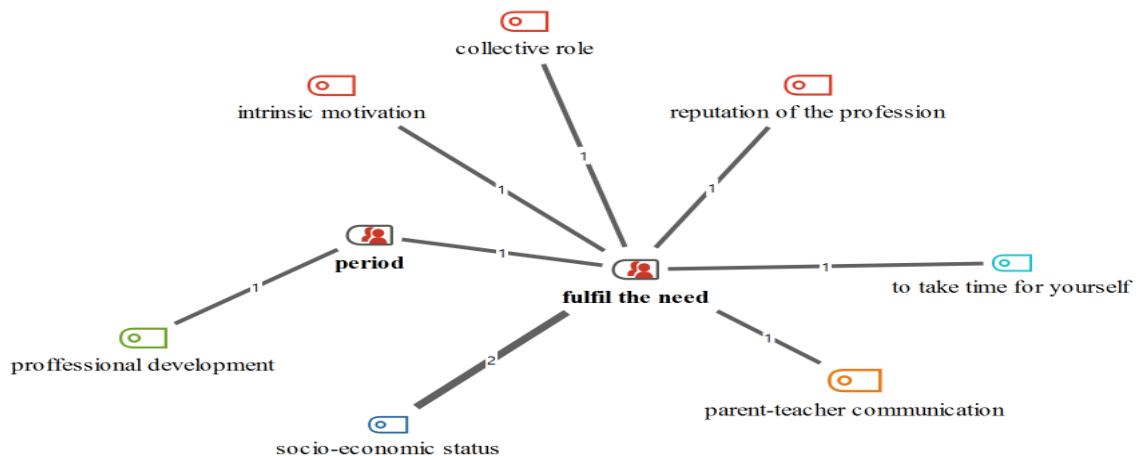 collective role
intrinsic motivation
reputation of the profession
1
1
1
period
1
fulfil the need
1
to take time for yourself
1
proffessional development
2
1
parent-teacher communication
socio-economic status